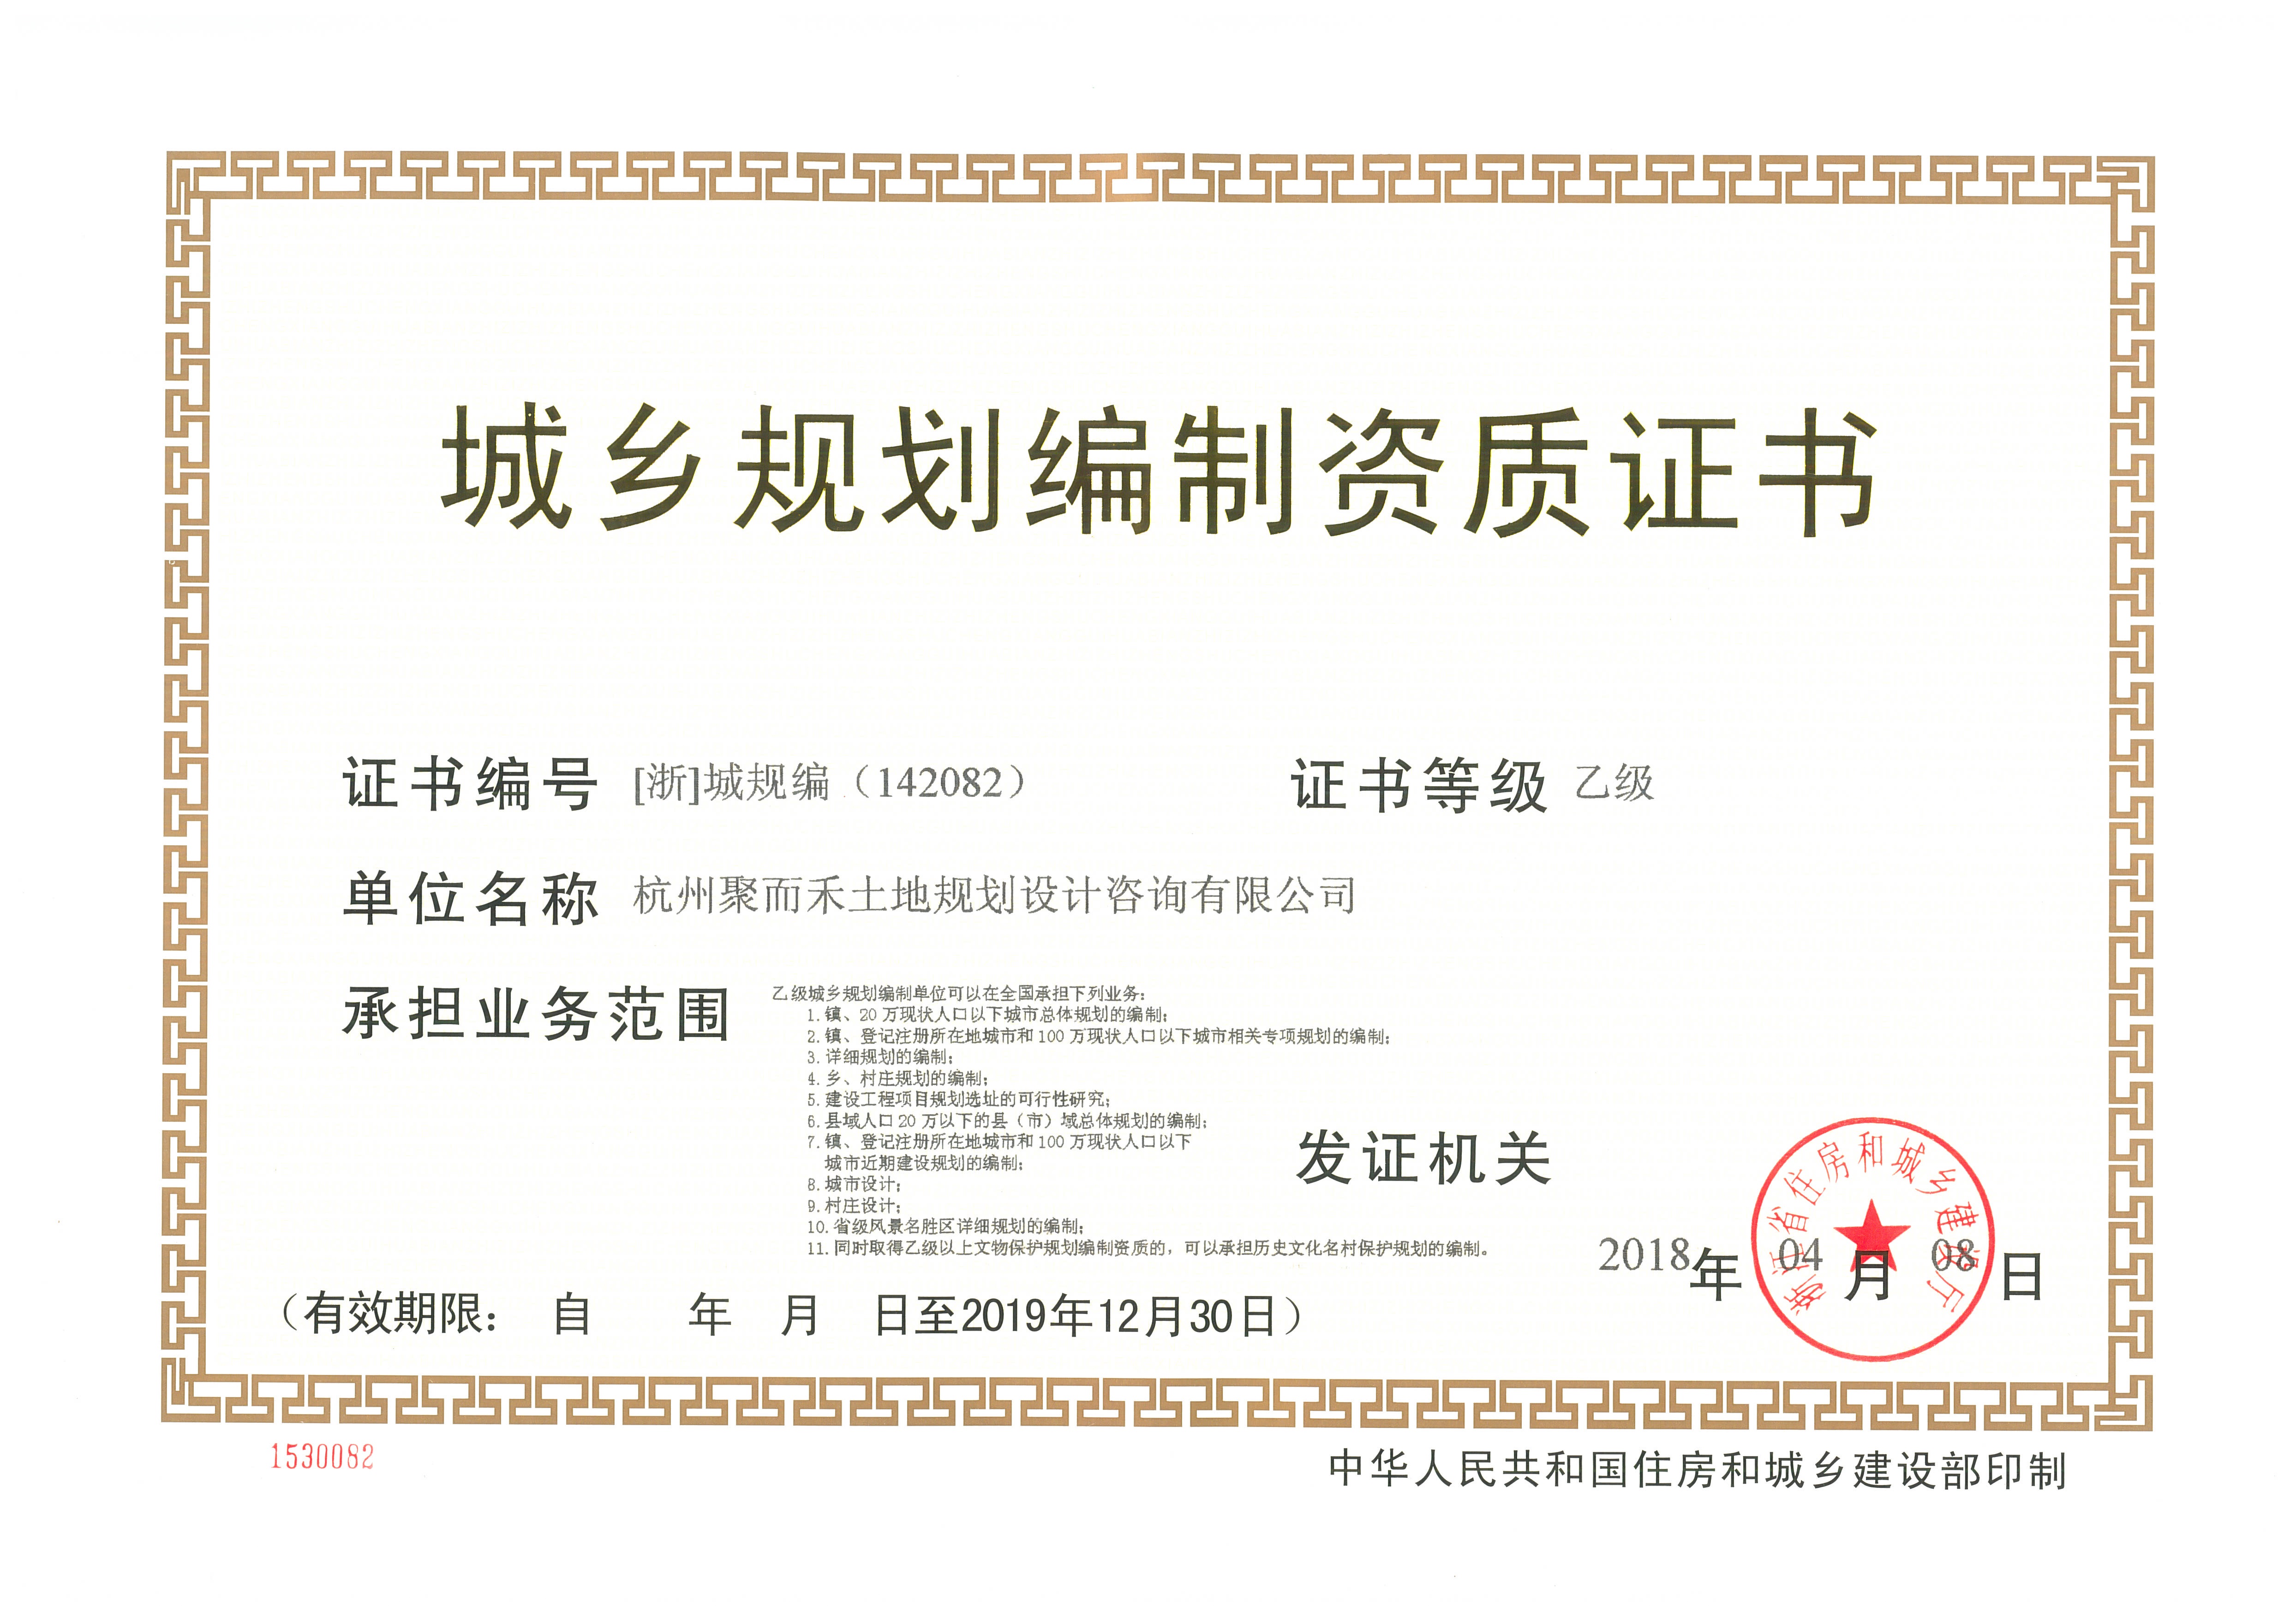 城乡规划编制资质证书
证书编号 [浙]城规编（142082） 证书等级 乙级
单位名称 杭州聚而禾土地规划设计咨询有限公司
承担业务范围 乙级城乡规划编制单位可以在全国承担下列业务：
1. 镇、20 万现状人口以下城市总体规划的编制；
2. 镇、登记注册所在地城市和 100 万现状人口以下城市相关专项规划的编制；
3. 详细规划的编制；
4. 乡、村庄规划的编制；
5. 建设工程项目规划选址的可行性研究；
6. 县域人口 20 万以下的县（市）域总体规划的编制；
7. 镇、登记注册所在地城市和 100 万现状人口以下
城市近期建设规划的编制；
8. 城市设计；
9. 村庄设计；
10. 省级风景名胜区详细规划的编制；
11. 同时取得乙级以上文物保护规划编制资质的，可以承担历史文化名村保护规划的编制。
发证机关
浙江省住房和城乡建设厅
2018年 04 月 08 日
（有效期限： 自 年 月 日至2019年12月30日）
1530082
中华人民共和国住房和城乡建设部印制